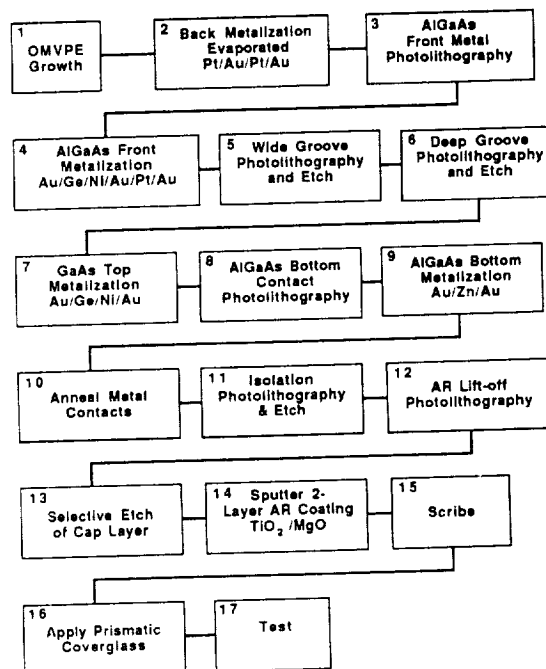 1
OMVPE
Growth
2
Back Metalization
Evaporated
Pt/Au/Pt/Au
3
AlGaAs
Front Metal
Photolithography
4
AlGaAs Front
Metalization
Au/Ge/Ni/Au/Pt/Au
5
Wide Groove
Photolithography
and Etch
6
Deep Groove
Photolithography
and Etch
7
GaAs Top
Metalization
Au/Ge/Ni/Au
8
AlGaAs Bottom
Contact
Photolithography
9
AlGaAs Bottom
Metalization
Au/Zn/Au
10
Anneal Metal
Contacts
11
Isolation
Photolithography
& Etch
12
AR Lift-off
Photolithography
13
Selective Etch
of Cap Layer
14
Sputter 2-
Layer AR Coating
TiO₂/MgO
15
Scribe
16
Apply Prismatic
Coverglass
17
Test